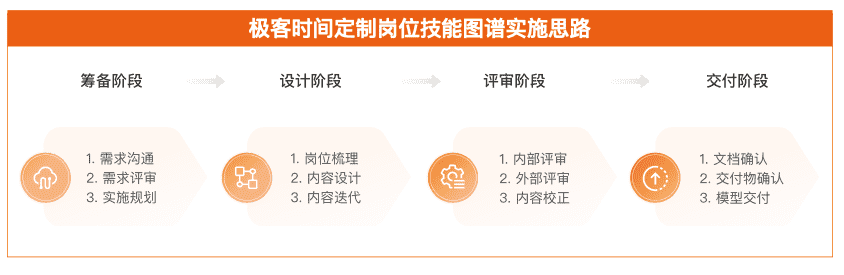 极客时间定制岗位技能图谱实施思路
筹备阶段
设计阶段
评审阶段
交付阶段
1. 需求沟通
2. 需求评审
3. 实施规划
1. 岗位梳理
2. 内容设计
3. 内容迭代
1. 内部评审
2. 外部评审
3. 内容校正
1. 文档确认
2. 交付物确认
3. 模型交付